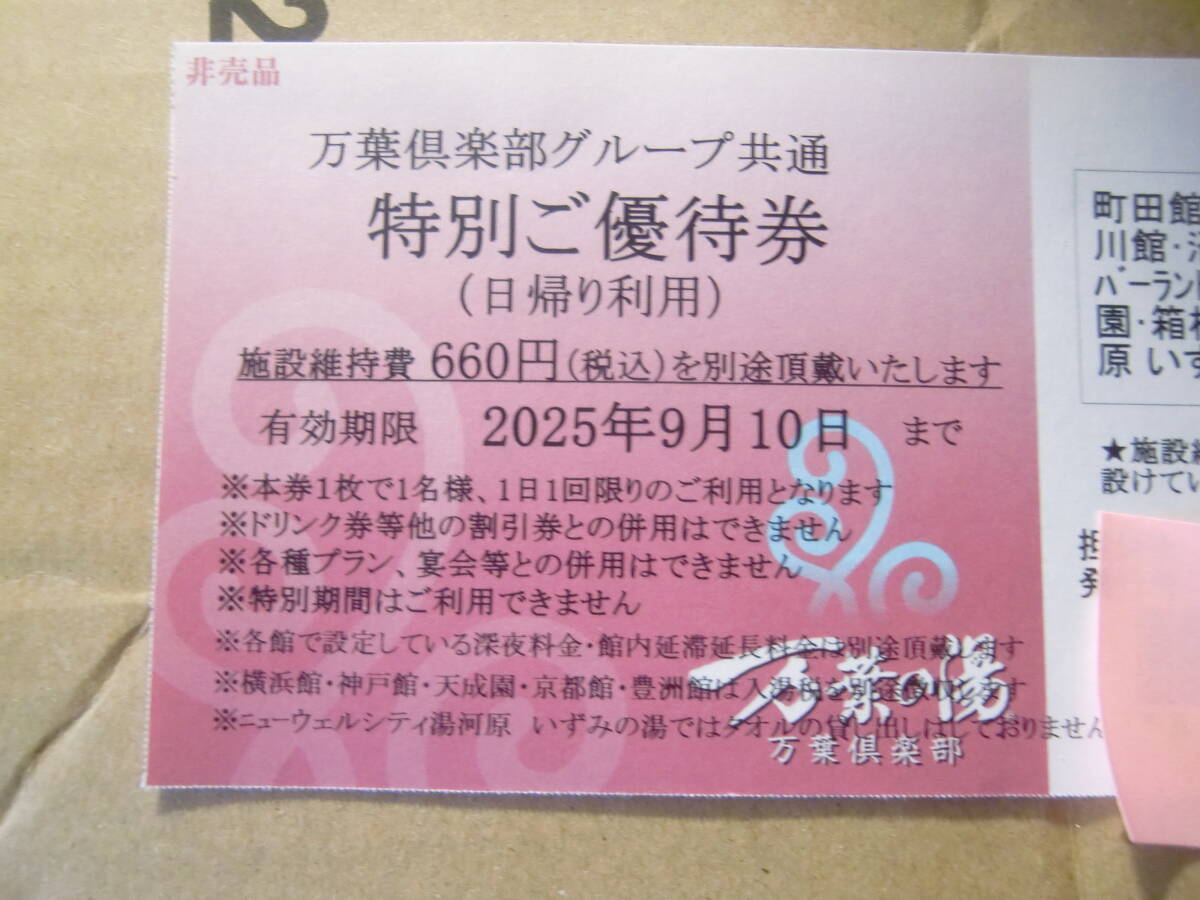 2
非売品
万葉倶楽部グループ共通
特別ご優待券
（日帰り利用）
施設維持費 660円（税込）を別途頂戴いたします
有効期限 2025年9月10日 まで
※本券1枚で1名様、1日1回限りのご利用となります
※ドリンク券等他の割引券との併用はできません
※各種プラン、宴会等との併用はできません
※特別期間はご利用できません
※各館で設定している深夜料金・館内延滞延長料金は別途頂戴します
※横浜館・神戸館・天成園・京都館・豊洲館は入湯税を別途徴収します
※ニューウェルシティ湯河原 いずみの湯ではタオルの貸し出しはしておりません
万葉の湯
万葉倶楽部
町田館
川館・
パーラン
園・箱
原 いず
★施設
設けてい